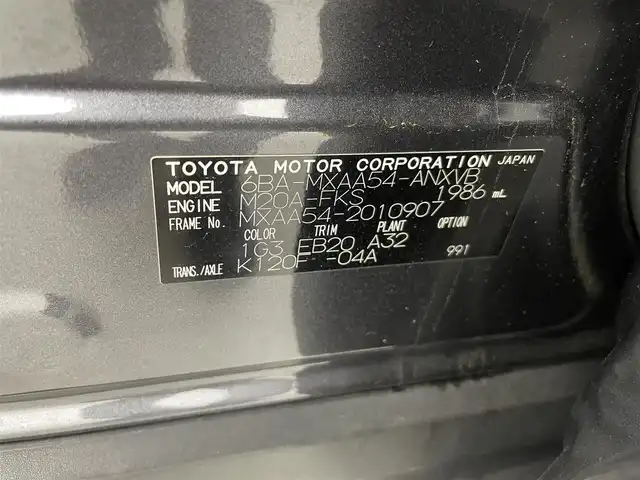 TOYOTA MOTOR CORPORATION JAPAN
MODEL 6BA-MXAA54-ANXVB
ENGINE M20A-FKS 1986 mL
FRAME No. MXAA54-2010907
COLOR TRIM PLANT OPTION
1G3 EB20 A32 991
TRANS./AXLE K120F -04A